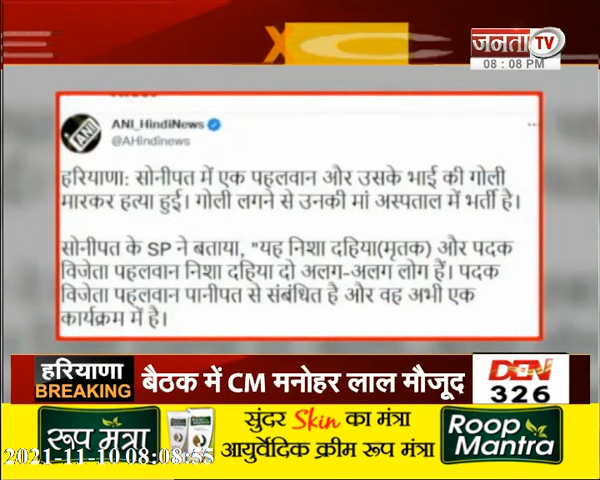 जनता TV
08 : 08 PM
ANI_HindiNews
@AHindinews
ANI
हरियाणा: सोनीपत में एक पहलवान और उसके भाई की गोली
मारकर हत्या हुई। गोली लगने से उनकी मां अस्पताल में भर्ती है।
सोनीपत के SP ने बताया, "यह निशा दहिया(मृतक) और पदक
विजेता पहलवान निशा दहिया दो अलग-अलग लोग हैं। पदक
विजेता पहलवान पानीपत से संबंधित है और वह अभी एक
कार्यक्रम में है।
हरियाणा
BREAKING
बैठक में CM मनोहर लाल मौजूद
DEN
326
रूप मंत्रा
सुंदर Skin का मंत्रा
आयुर्वेदिक क्रीम रूप मंत्रा
Roop
Mantra
2021-11-10 08:08:55